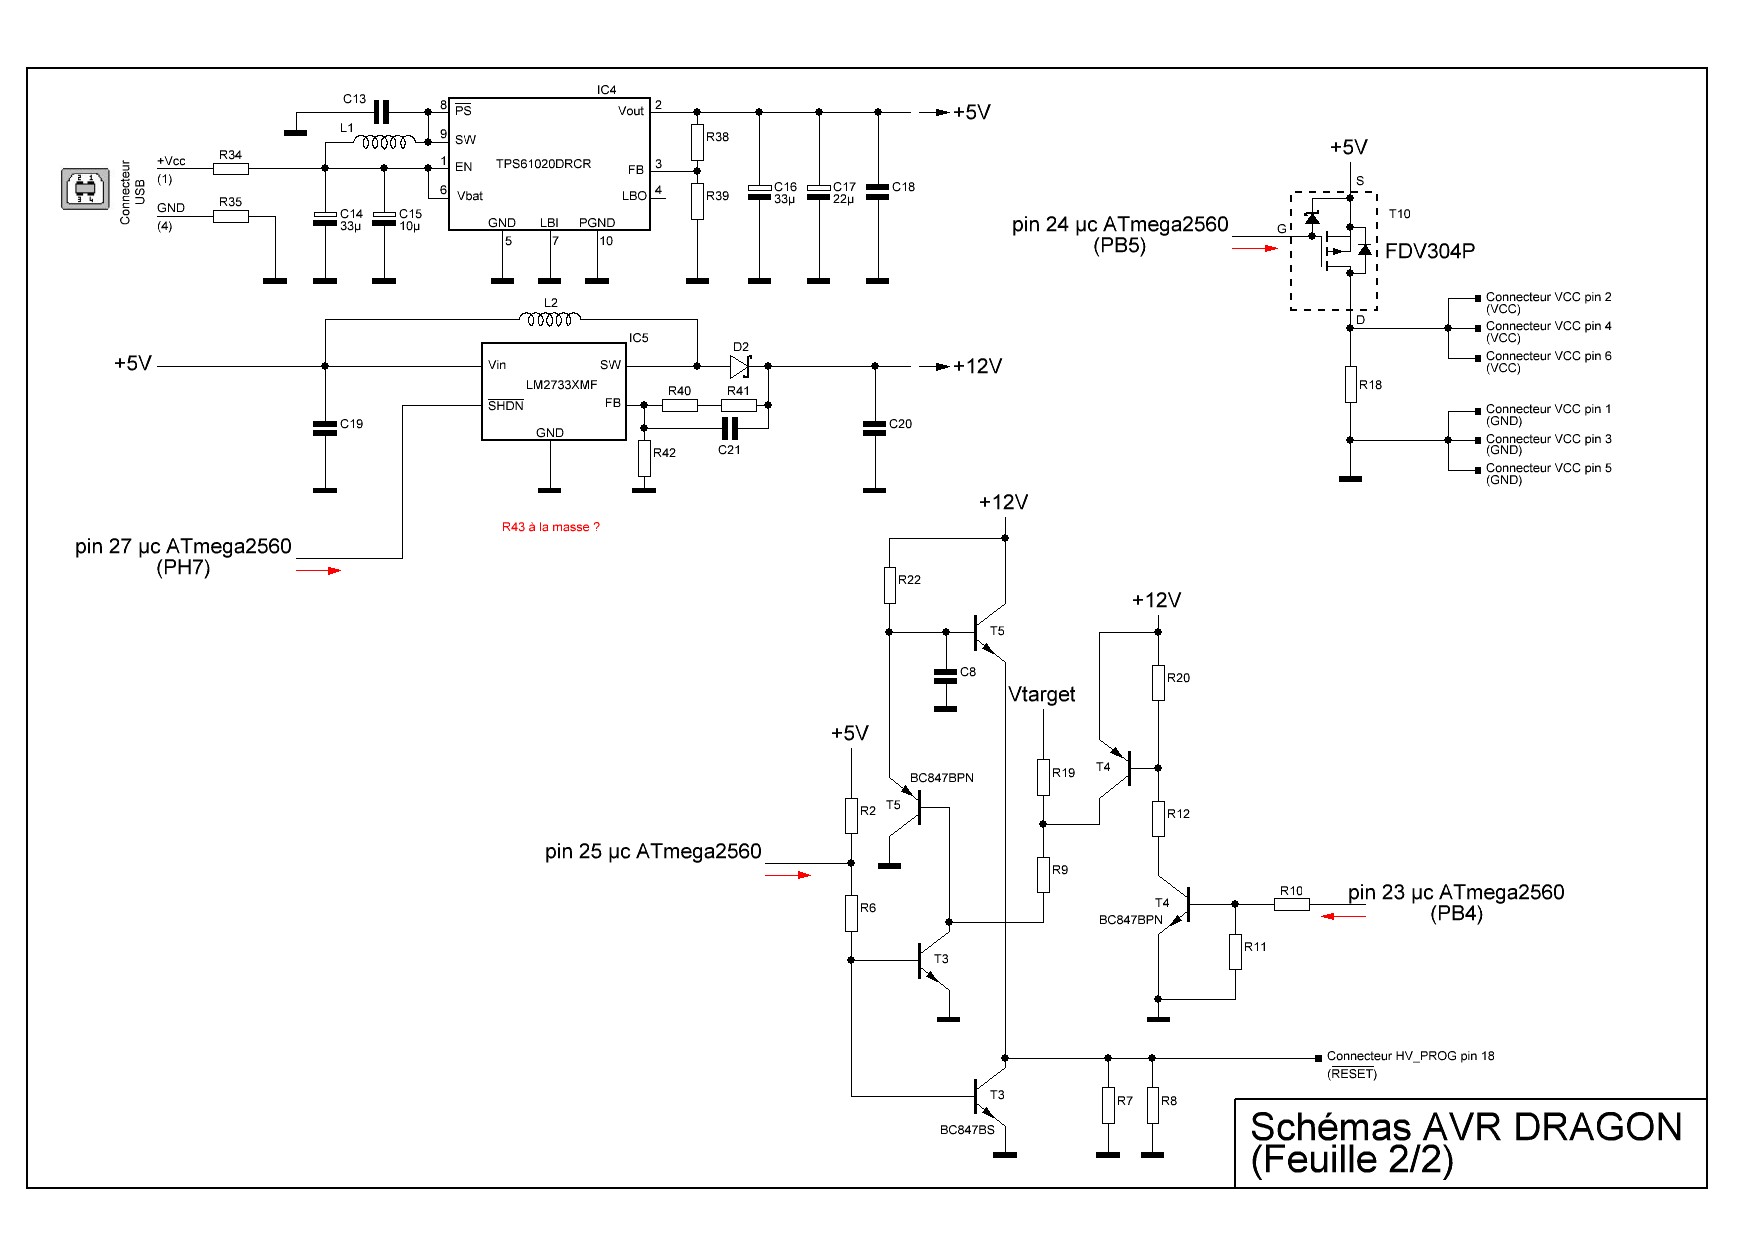 IC4
C13
8
PS
Vout
2
+5V
L1
9
SW
R38
TPS61020DRCR
Connecteur
USB
2 1
3 4
+Vcc
(1)
R34
1
EN
FB
3
6
Vbat
LBO
4
R39
GND
(4)
R35
C14
33µ
C15
10µ
GND
LBI
PGND
5
7
10
C16
33µ
C17
22µ
C18
+5V
S
T10
pin 24 µc ATmega2560
(PB5)
G
FDV304P
D
Connecteur VCC pin 2
(VCC)
Connecteur VCC pin 4
(VCC)
Connecteur VCC pin 6
(VCC)
R18
Connecteur VCC pin 1
(GND)
Connecteur VCC pin 3
(GND)
Connecteur VCC pin 5
(GND)
L2
IC5
D2
+5V
Vin
SW
+12V
LM2733XMF
SHDN
FB
R40
R41
GND
C19
C20
C21
R42
R43 à la masse ?
pin 27 µc ATmega2560
(PH7)
+12V
R22
T5
C8
+12V
R20
Vtarget
+5V
R19
T4
BC847BPN
T5
R2
R12
pin 25 µc ATmega2560
R9
R6
R10
pin 23 µc ATmega2560
(PB4)
T4
BC847BPN
R11
T3
Connecteur HV_PROG pin 18
(RESET)
T3
R7
R8
BC847BS
Schémas AVR DRAGON
(Feuille 2/2)